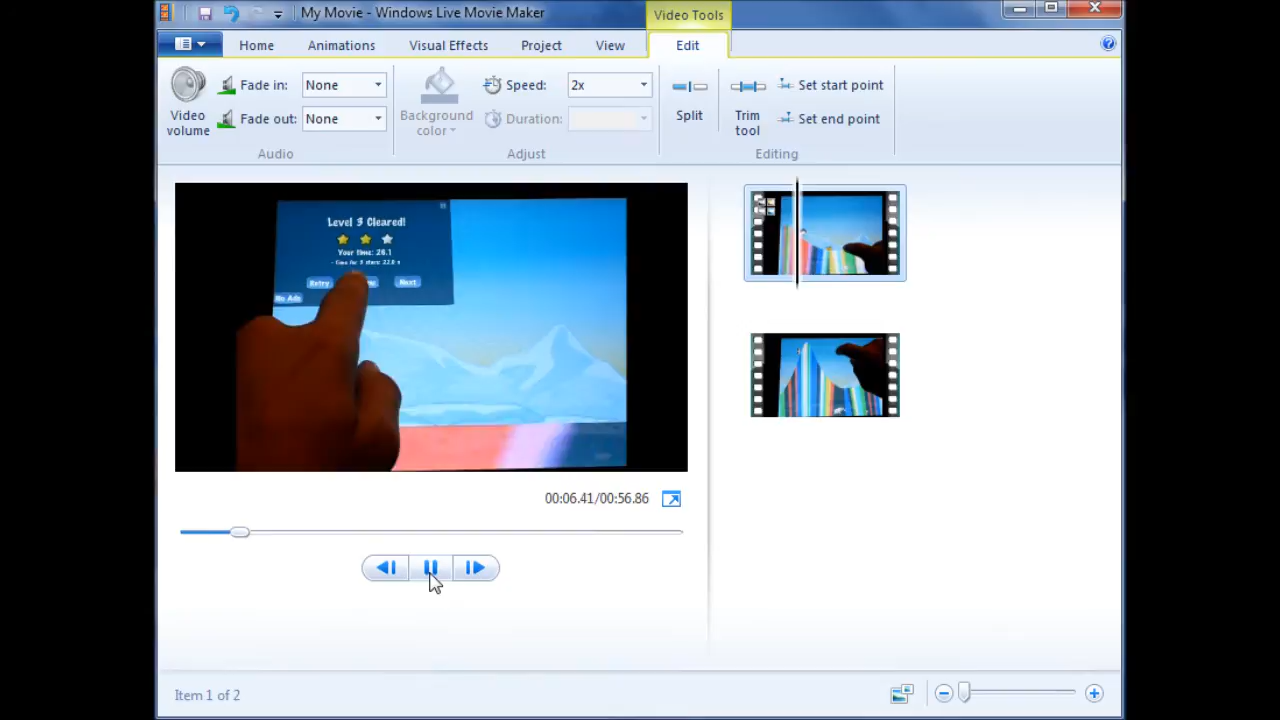 My Movie - Windows Live Movie Maker
Video Tools
Home Animations Visual Effects Project View Edit
Video volume
Fade in: None
Fade out: None
Audio
Background color
Speed: 2x
Duration:
Adjust
Split
Trim tool
Set start point
Set end point
Editing
Level 9 Cleared!
Your time: 26.1
Retry Next
No Ads
00:06.41/00:56.86
Item 1 of 2